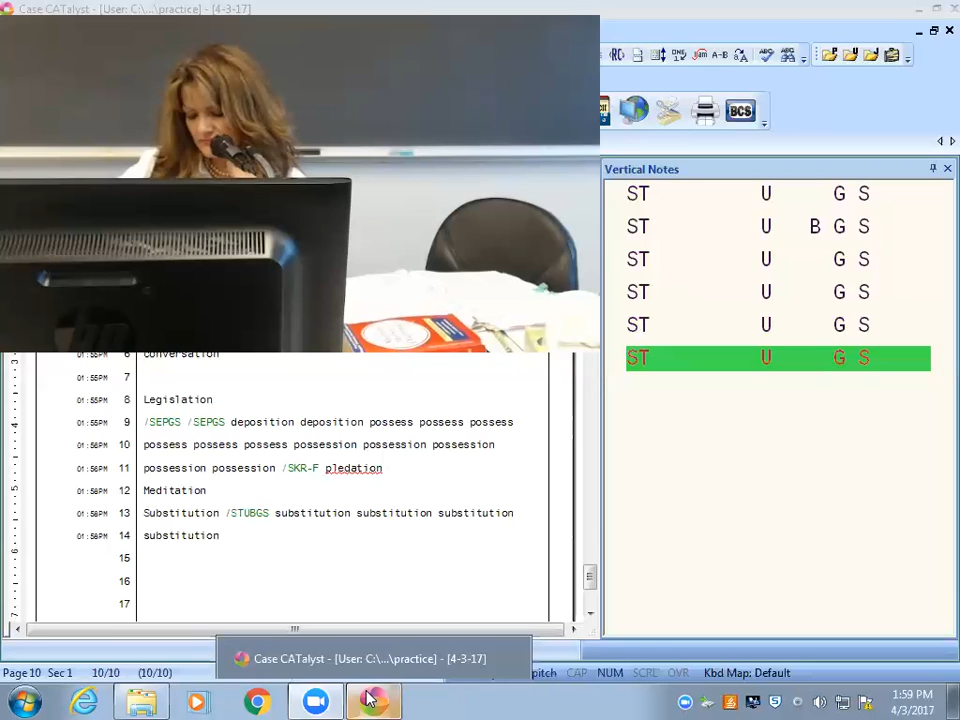 Case CATalyst - [User: C:\...\practice] - [4-3-17]
BCS
Vertical Notes
ST U G S
ST U B G S
ST U G S
ST U G S
ST U G S
ST U G S
01:55PM 6 conversation
01:55PM 7
01:55PM 8 Legislation
01:55PM 9 /SEPGS /SEPGS deposition deposition possess possess possess
01:56PM 10 possess possess possess possession possession possession
01:56PM 11 possession possession /SKR-F pledation
01:56PM 12 Meditation
01:56PM 13 Substitution /STUBGS substitution substitution substitution
01:56PM 14 substitution
15
16
17
Case CATalyst - [User: C:\...\practice] - [4-3-17]
Page 10 Sec 1 10/10 (10/10) pitch CAP NUM SCRL OVR Kbd Map: Default
1:59 PM
4/3/2017